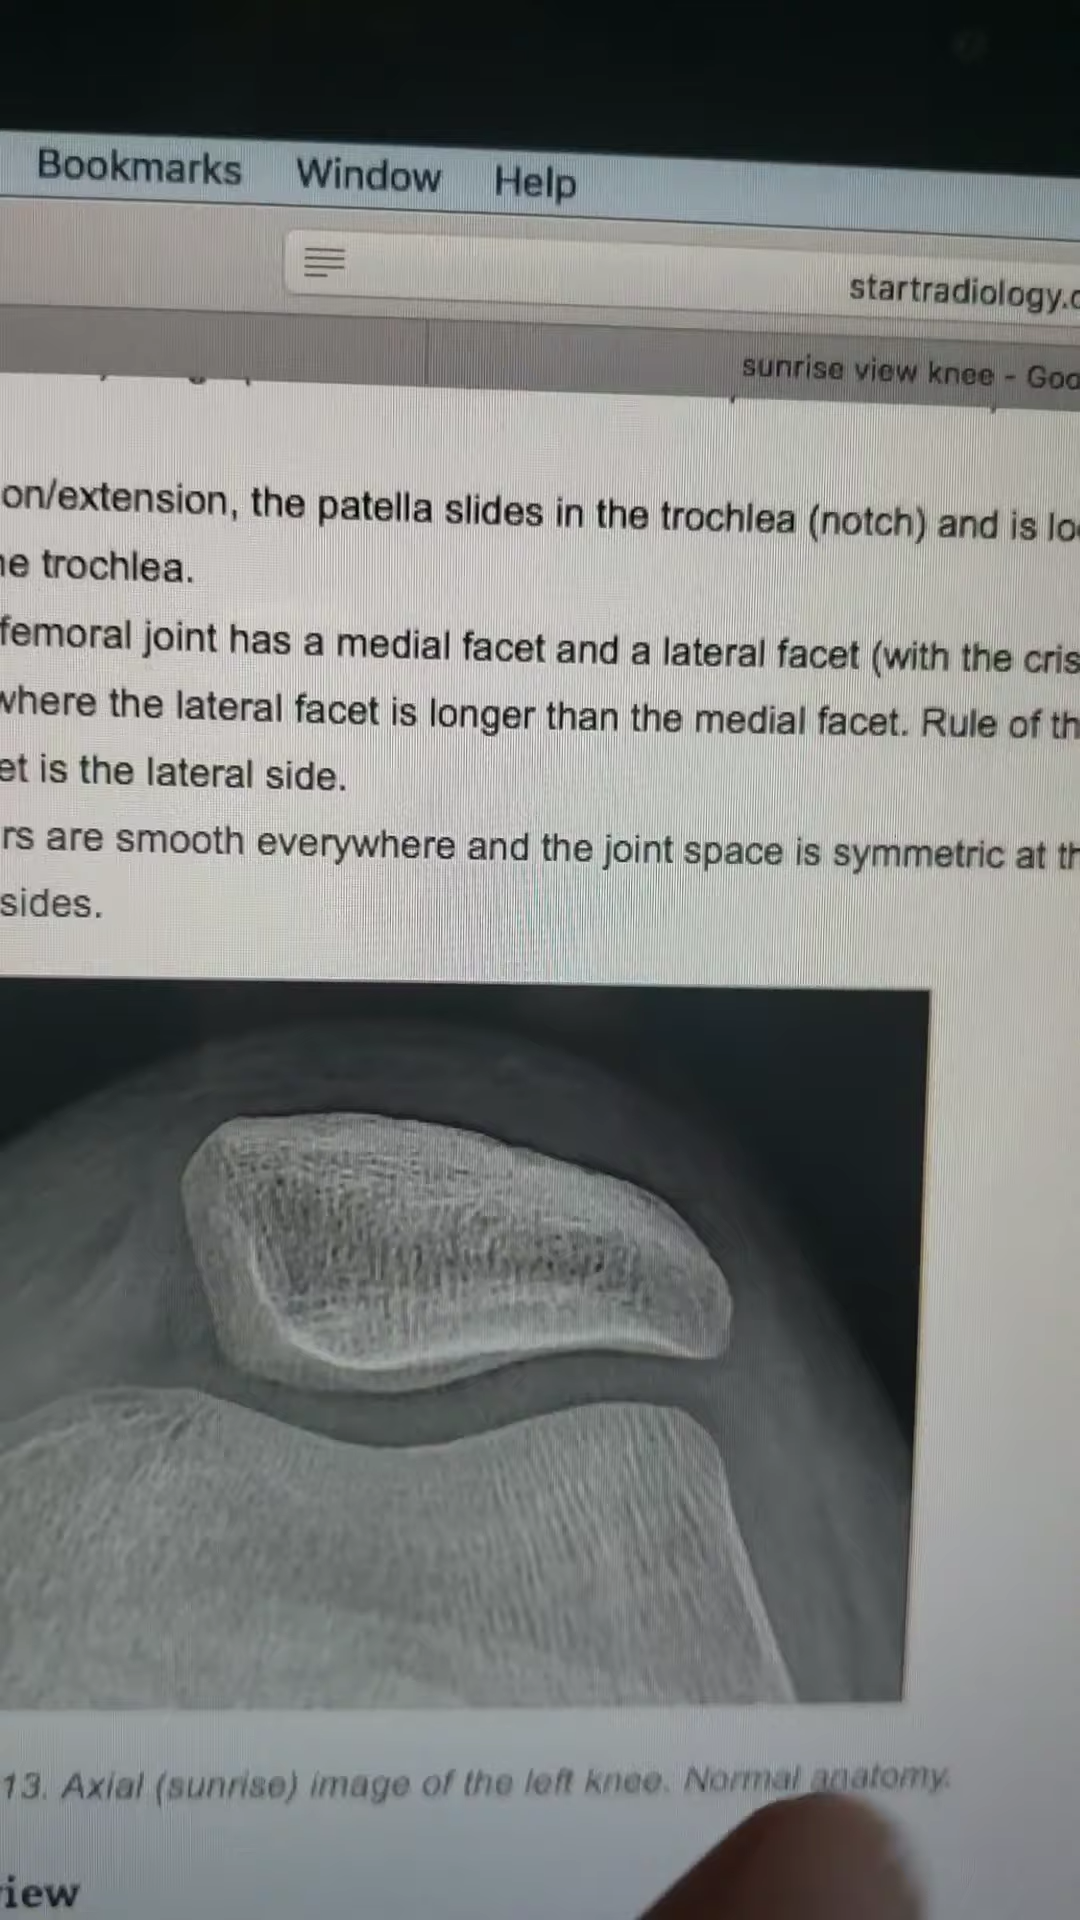 Bookmarks Window Help
startradiology.c
sunrise view knee - Goo
on/extension, the patella slides in the trochlea (notch) and is lo
he trochlea.
femoral joint has a medial facet and a lateral facet (with the cris
where the lateral facet is longer than the medial facet. Rule of th
et is the lateral side.
rs are smooth everywhere and the joint space is symmetric at th
sides.
13. Axial (sunrise) image of the left knee. Normal anatomy.
view